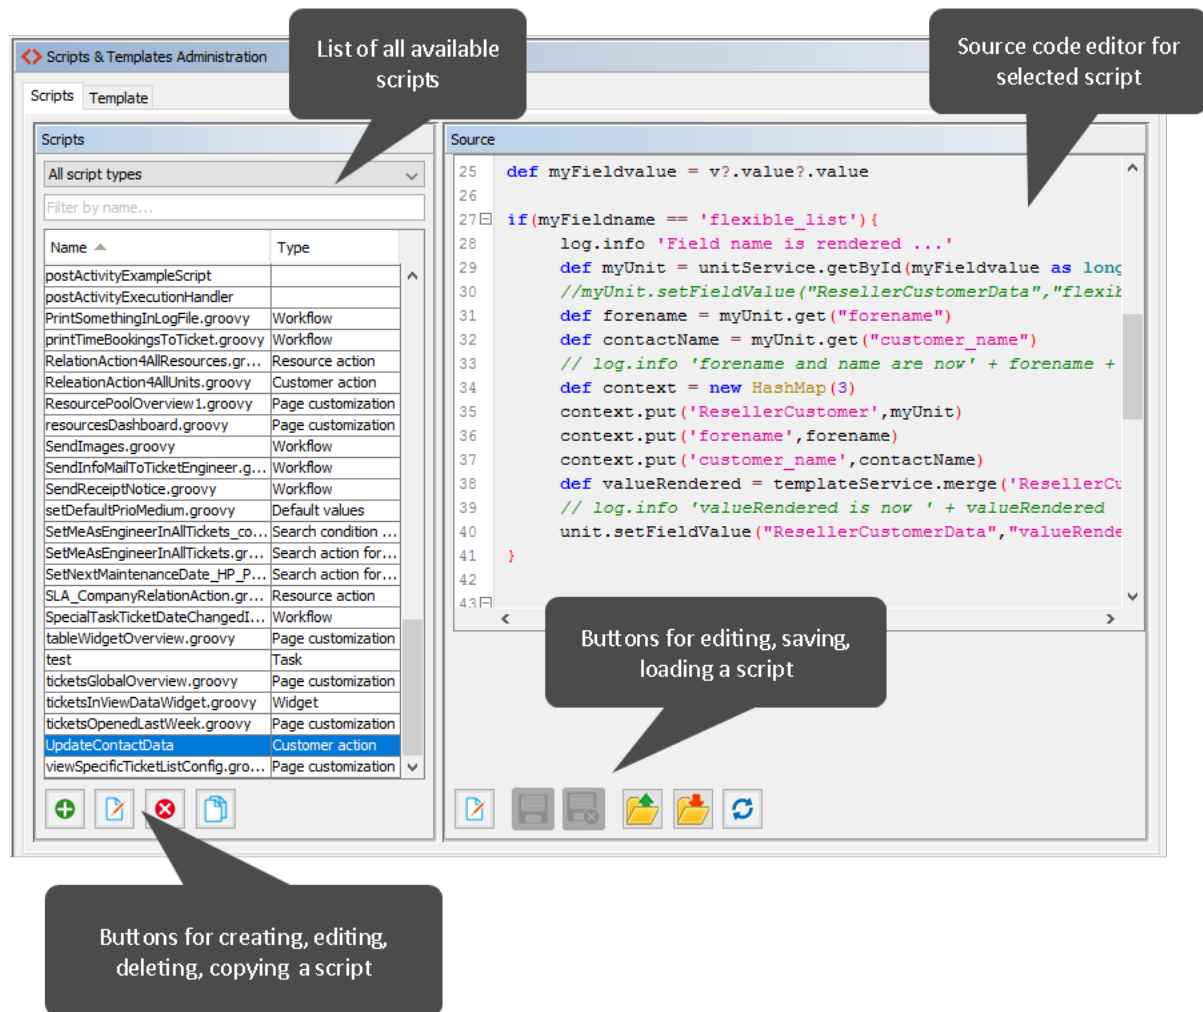 List of all available
scripts
Source code editor for
selected script
Scripts & Templates Administration
Scripts Template
Scripts
All script types
Filter by name...
Name Type
postActivityExampleScript
postActivityExecutionHandler
PrintSomethingInLogFile.groovy Workflow
printTimeBookingsToTicket.groovy Workflow
RelationAction4AllResources.gr... Resource action
ReleationAction4AllUnits.groovy Customer action
ResourcePoolOverview1.groovy Page customization
resourcesDashboard.groovy Page customization
SendImages.groovy Workflow
SendInfoMailToTicketEngineer.g... Workflow
SendReceiptNotice.groovy Workflow
setDefaultPrioMedium.groovy Default values
SetMeAsEngineerInAllTickets_co... Search condition ...
SetMeAsEngineerInAllTickets.gr... Search action for...
SetNextMaintenanceDate_HP_P... Search action for...
SLA_CompanyRelationAction.gr... Resource action
SpecialTaskTicketDateChangedI... Workflow
tableWidgetOverview.groovy Page customization
test Task
ticketsGlobalOverview.groovy Page customization
ticketsInViewDataWidget.groovy Widget
ticketsOpenedLastWeek.groovy Page customization
UpdateContactData Customer action
viewSpecificTicketListConfig.gro... Page customization
Source
25 def myFieldvalue = v?.value?.value
26
27 if(myFieldname == 'flexible_list'){
28 log.info 'Field name is rendered ...'
29 def myUnit = unitService.getById(myFieldvalue as long
30 //myUnit.setFieldValue("ResellerCustomerData","flexib
31 def forename = myUnit.get("forename")
32 def contactName = myUnit.get("customer_name")
33 // log.info 'forename and name are now' + forename +
34 def context = new HashMap(3)
35 context.put('ResellerCustomer',myUnit)
36 context.put('forename',forename)
37 context.put('customer_name',contactName)
38 def valueRendered = templateService.merge('ResellerCu
39 // log.info 'valueRendered is now ' + valueRendered
40 unit.setFieldValue("ResellerCustomerData","valueRende
41 }
42
43
Buttons for editing, saving,
loading a script
Buttons for creating, editing,
deleting, copying a script